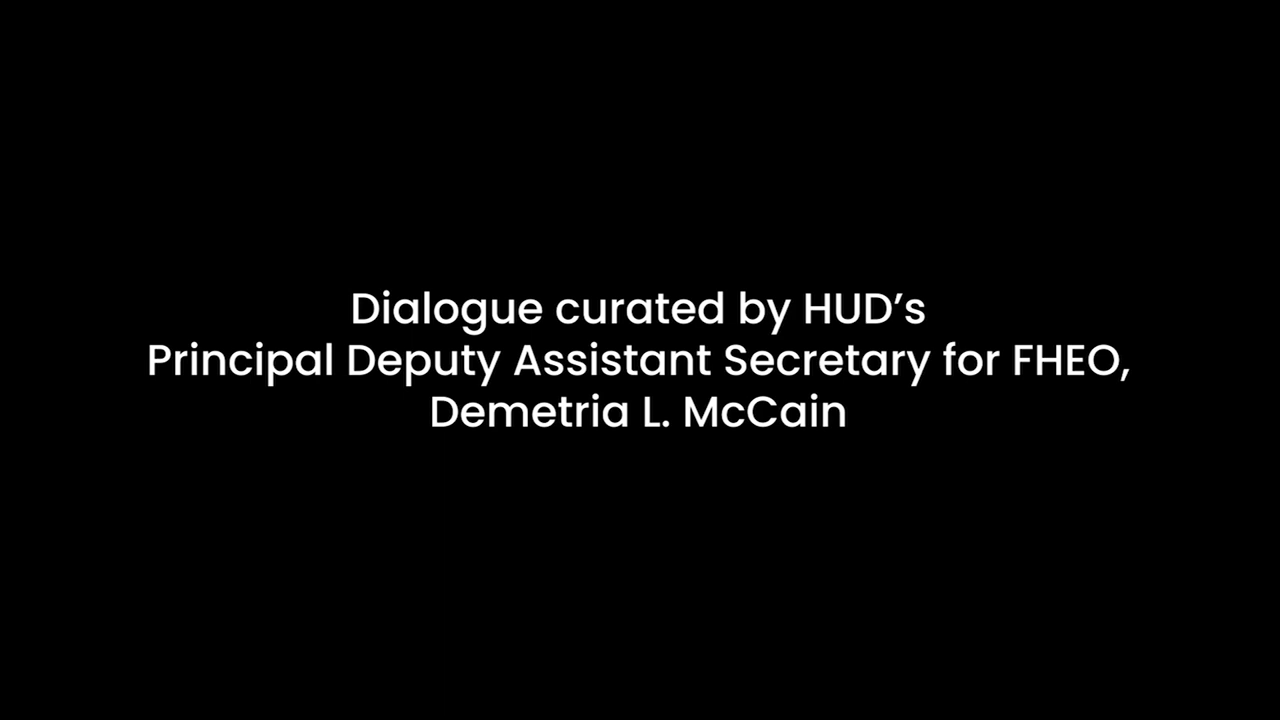 Dialogue curated by HUD’s
Principal Deputy Assistant Secretary for FHEO,
Demetria L. McCain